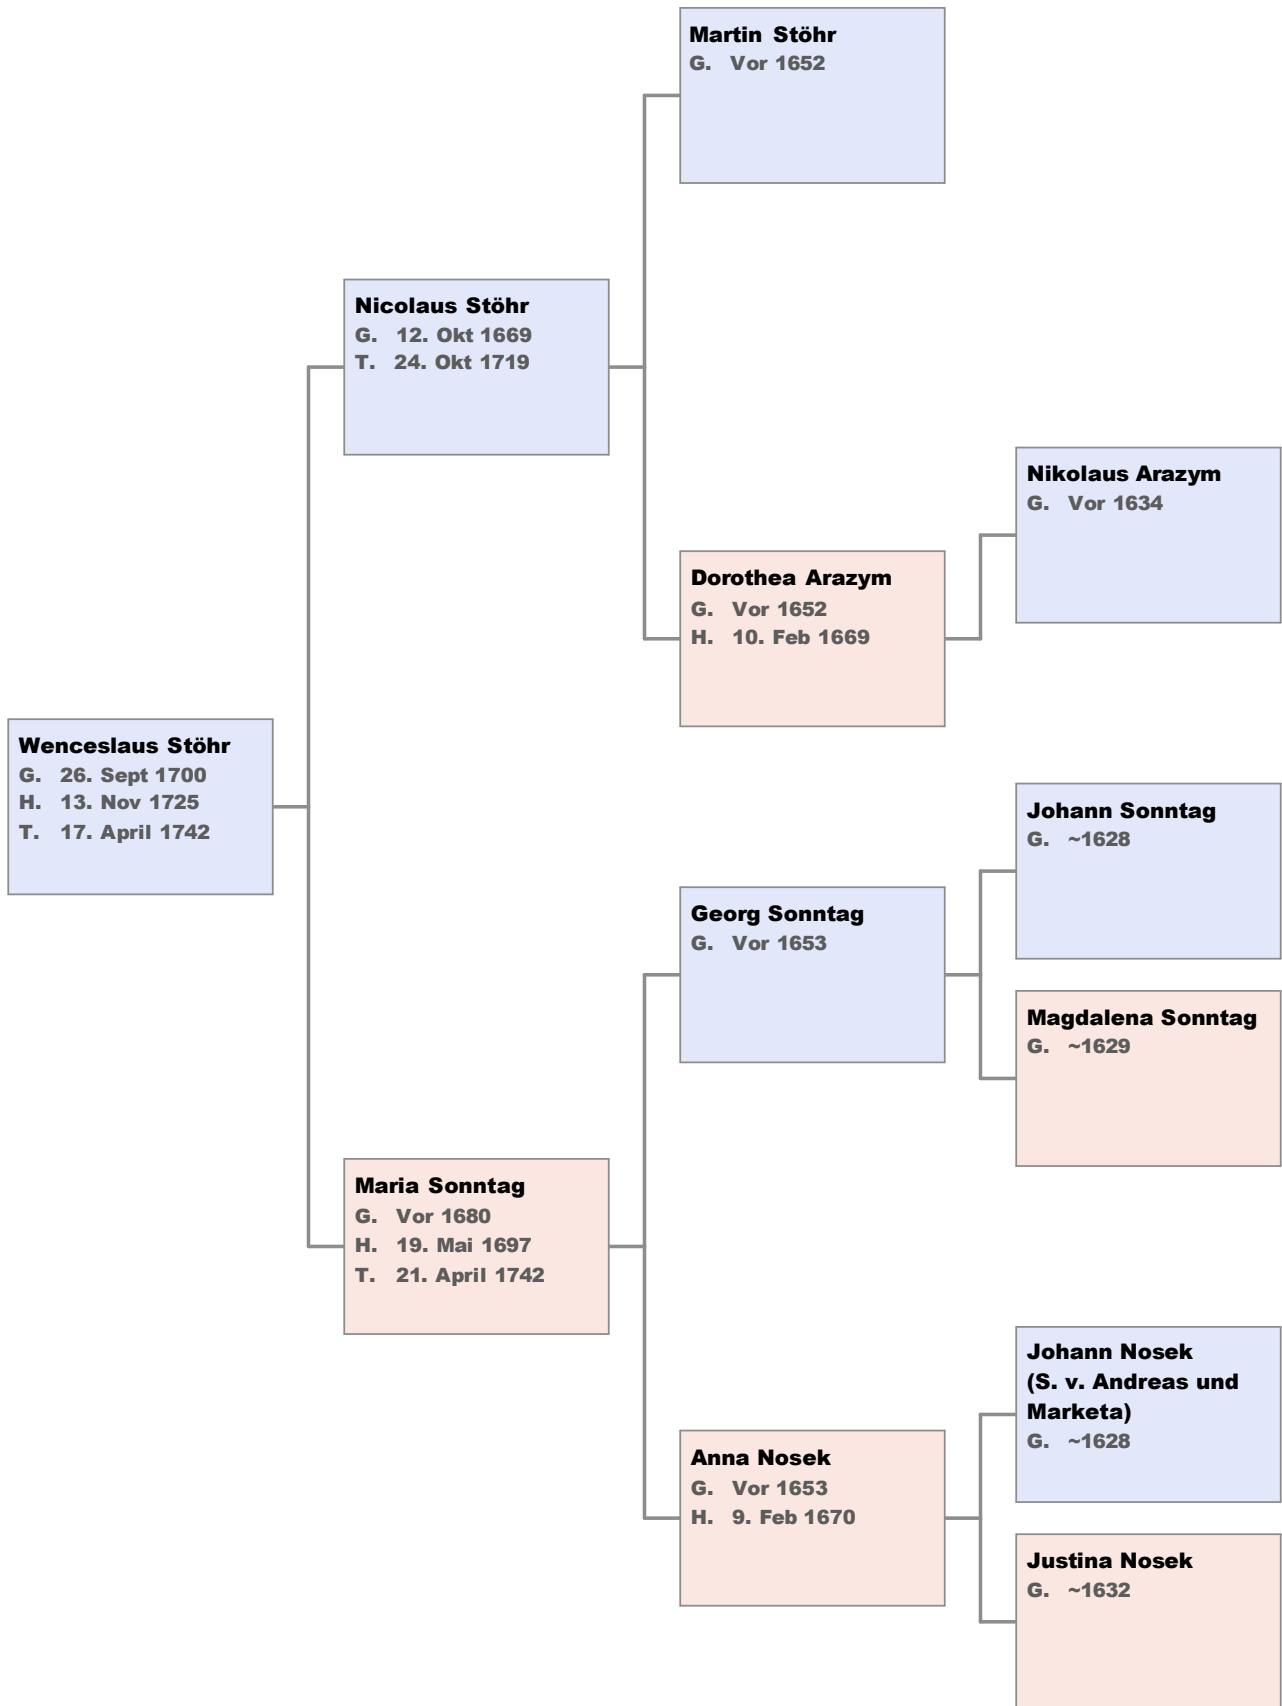 Martin Stöhr
G. Vor 1652
Nicolaus Stöhr
G. 12. Okt 1669
T. 24. Okt 1719
Nikolaus Arazym
G. Vor 1634
Dorothea Arazym
G. Vor 1652
H. 10. Feb 1669
Wenceslaus Stöhr
G. 26. Sept 1700
H. 13. Nov 1725
T. 17. April 1742
Johann Sonntag
G. ~1628
Georg Sonntag
G. Vor 1653
Magdalena Sonntag
G. ~1629
Maria Sonntag
G. Vor 1680
H. 19. Mai 1697
T. 21. April 1742
Johann Nosek
(S. v. Andreas und
Marketa)
G. ~1628
Anna Nosek
G. Vor 1653
H. 9. Feb 1670
Justina Nosek
G. ~1632